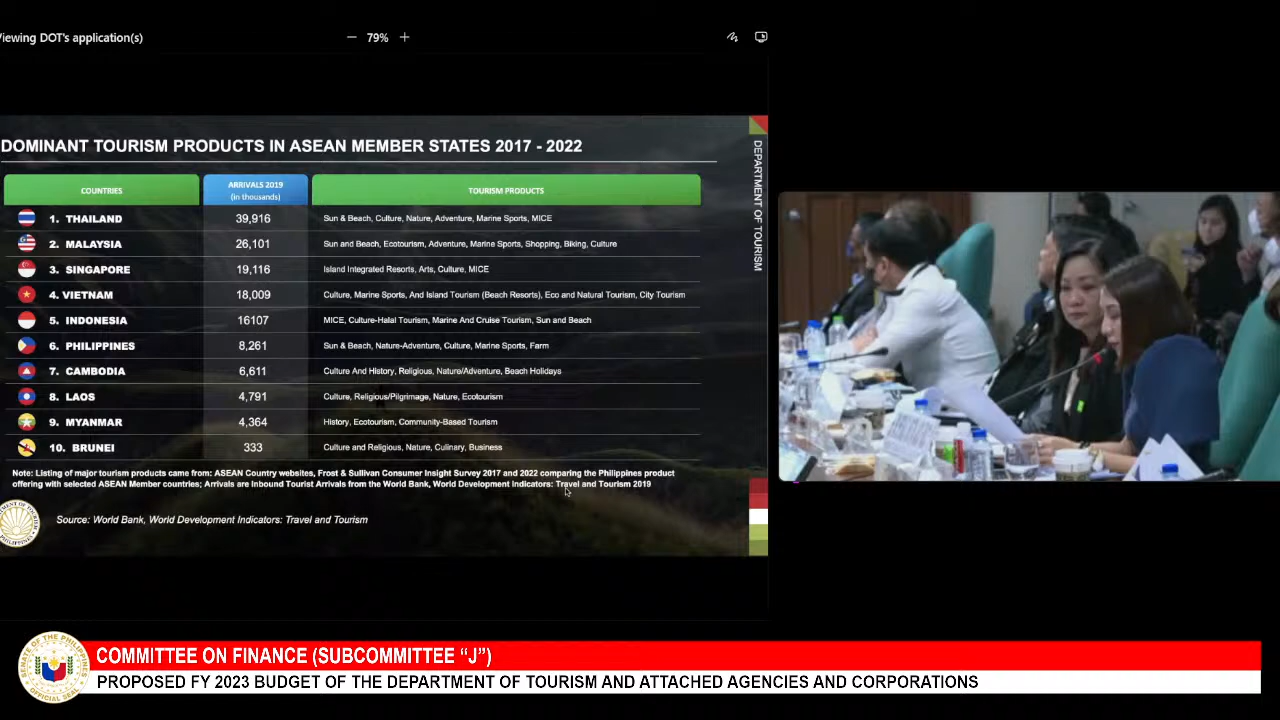 Viewing DOT's application(s)
79%
DOMINANT TOURISM PRODUCTS IN ASEAN MEMBER STATES 2017 - 2022
COUNTRIES
ARRIVALS 2019
(in thousands)
TOURISM PRODUCTS
1. THAILAND 39,916 Sun & Beach, Culture, Nature, Adventure, Marine Sports, MICE
2. MALAYSIA 26,101 Sun and Beach, Ecotourism, Adventure, Marine Sports, Shopping, Biking, Culture
3. SINGAPORE 19,116 Island Integrated Resorts, Arts, Culture, MICE
4. VIETNAM 18,009 Culture, Marine Sports, And Island Tourism (Beach Resorts), Eco and Natural Tourism, City Tourism
5. INDONESIA 16107 MICE, Culture-Halal Tourism, Marine And Cruise Tourism, Sun and Beach
6. PHILIPPINES 8,261 Sun & Beach, Nature-Adventure, Culture, Marine Sports, Farm
7. CAMBODIA 6,611 Culture And History, Religious, Nature/Adventure, Beach Holidays
8. LAOS 4,791 Culture, Religious/Pilgrimage, Nature, Ecotourism
9. MYANMAR 4,364 History, Ecotourism, Community-Based Tourism
10. BRUNEI 333 Culture and Religious, Nature, Culinary, Business
Note: Listing of major tourism products came from: ASEAN Country websites, Frost & Sullivan Consumer Insight Survey 2017 and 2022 comparing the Philippines product
offering with selected ASEAN Member countries; Arrivals are Inbound Tourist Arrivals from the World Bank, World Development Indicators: Travel and Tourism 2019
Source: World Bank, World Development Indicators: Travel and Tourism
DEPARTMENT OF TOURISM
SENATE OF THE PHILIPPINES
OFFICIAL SEAL
COMMITTEE ON FINANCE (SUBCOMMITTEE “J”)
PROPOSED FY 2023 BUDGET OF THE DEPARTMENT OF TOURISM AND ATTACHED AGENCIES AND CORPORATIONS